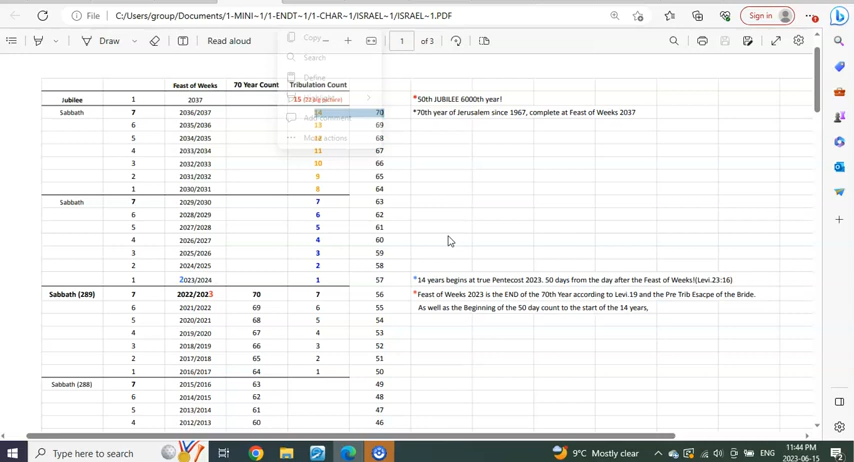 File | C:/Users/group/Documents/1-MINI~1/1-ENDT~1/1-CHAR~1/ISRAEL~1/ISRAEL~1.PDF
Sign in
Draw
Read aloud
Copy
1 of 3
Search
Define
Feast of Weeks 70 Year Count Tribulation Count
Jubilee 1 2037 15 *50th JUBILEE 6000th year!
Sabbath 7 2036/2037 14 70 *70th year of Jerusalem since 1967, complete at Feast of Weeks 2037
Add comment
6 2035/2036 13 69
5 2034/2035 12 68
More actions
4 2033/2034 11 67
3 2032/2033 10 66
2 2031/2032 9 65
1 2030/2031 8 64
Sabbath 7 2029/2030 7 63
6 2028/2029 6 62
5 2027/2028 5 61
4 2026/2027 4 60
3 2025/2026 3 59
2 2024/2025 2 58
1 2023/2024 1 57 *14 years begins at true Pentecost 2023. 50 days from the day after the Feast of Weeks!(Levi.23:16)
Sabbath (289) 7 2022/2023 70 7 56 *Feast of Weeks 2023 is the END of the 70th Year according to Levi.19 and the Pre Trib Esacpe of the Bride.
6 2021/2022 69 6 55 As well as the Beginning of the 50 day count to the start of the 14 years,
5 2020/2021 68 5 54
4 2019/2020 67 4 53
3 2018/2019 66 3 52
2 2017/2018 65 2 51
1 2016/2017 64 1 50
Sabbath (288) 7 2015/2016 63 49
6 2014/2015 62 48
5 2013/2014 61 47
4 2012/2013 60 46
Type here to search
9°C Mostly clear
ENG
11:44 PM
2023-06-15
2